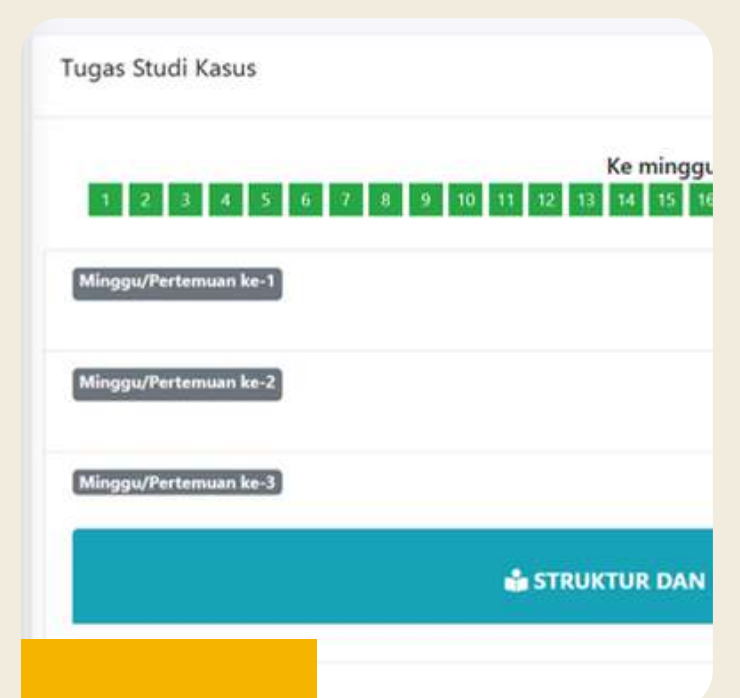 Tugas Studi Kasus
Ke minggu
1 2 3 4 5 6 7 8 9 10 11 12 13 14 15 16
Minggu/Pertemuan ke-1
Minggu/Pertemuan ke-2
Minggu/Pertemuan ke-3
STRUKTUR DAN